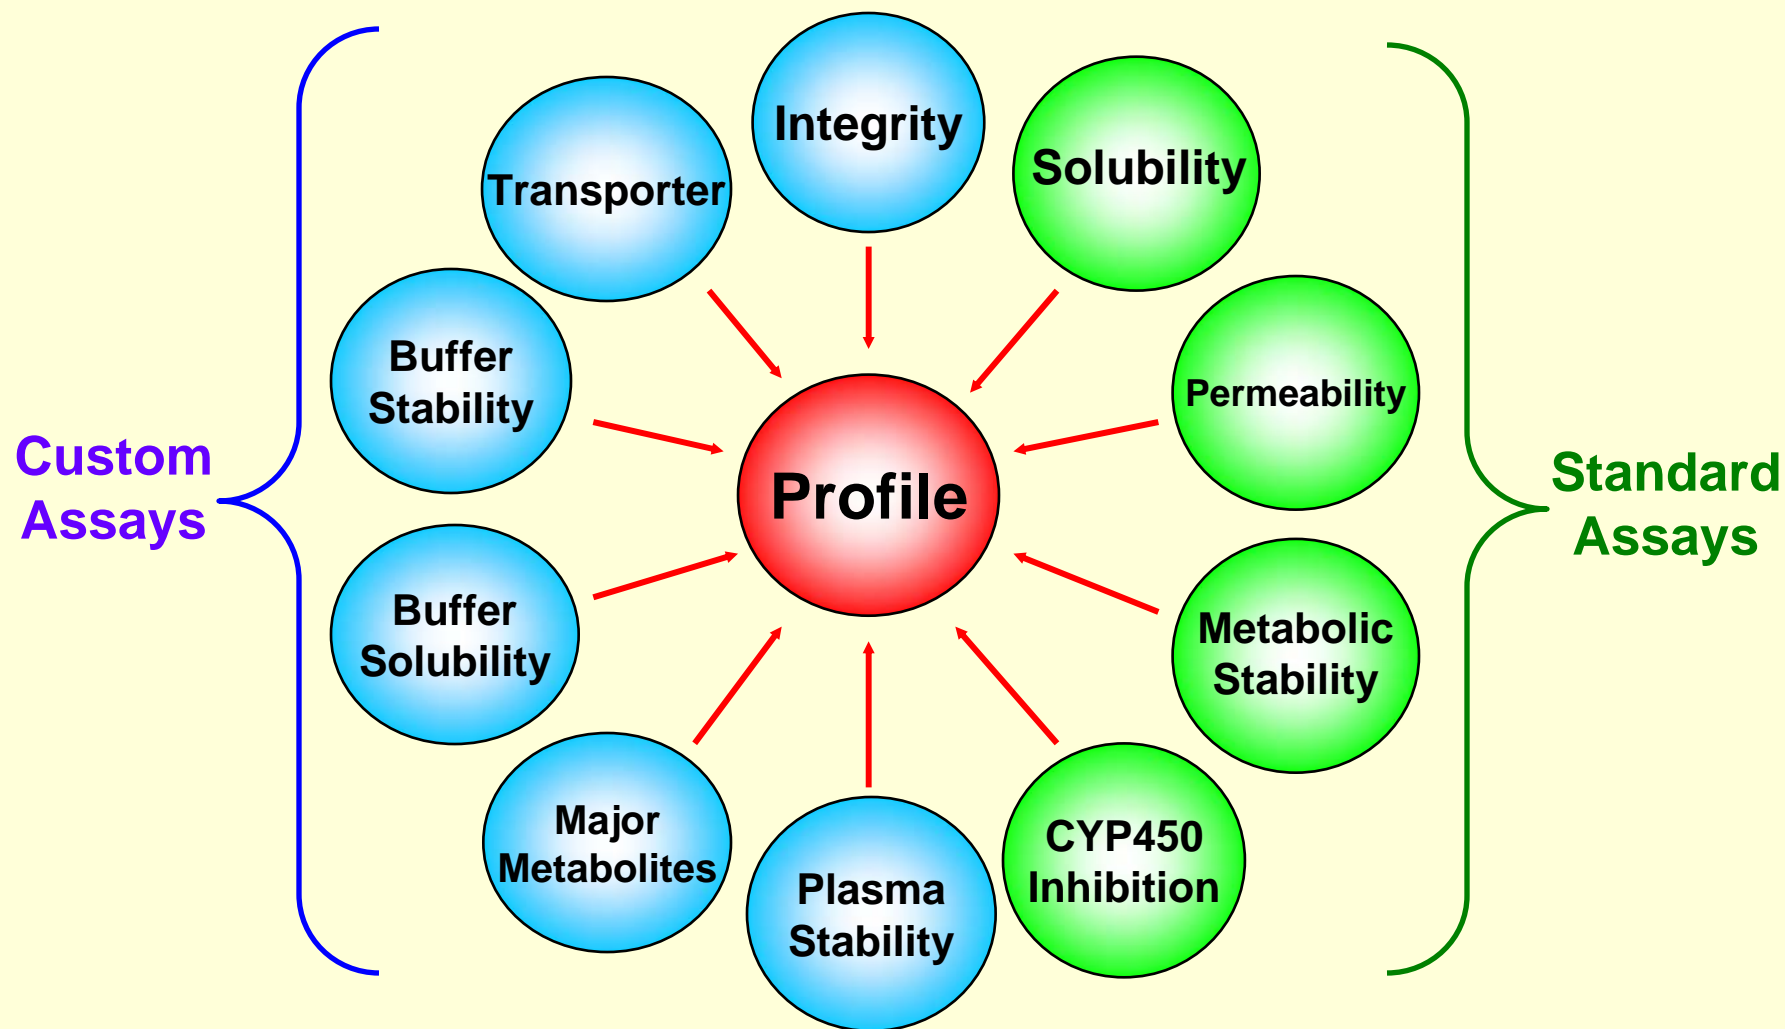 Integrity
Solubility
Transporter
Buffer
Stability
Permeability
Custom
Assays
Profile
Standard
Assays
Buffer
Solubility
Metabolic
Stability
Major
Metabolites
CYP450
Inhibition
Plasma
Stability